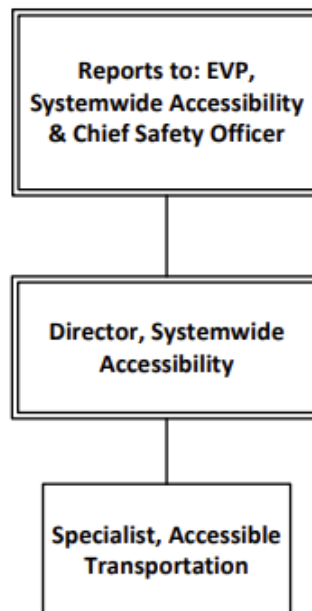 Reports to: EVP,
Systemwide Accessibility
& Chief Safety Officer
Director, Systemwide
Accessibility
Specialist, Accessible
Transportation